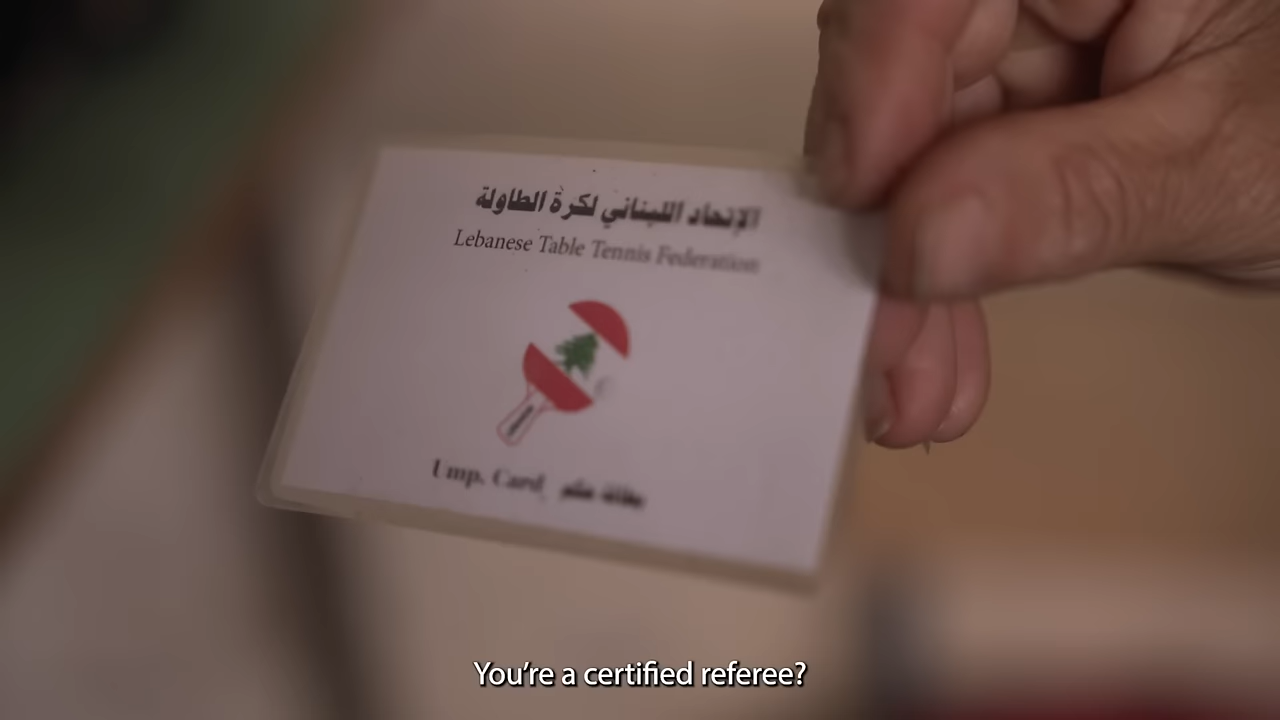 الإتحاد اللبناني لكرة الطاولة
Lebanese Table Tennis Federation
Ump. Card بطاقة حكم
You're a certified referee?